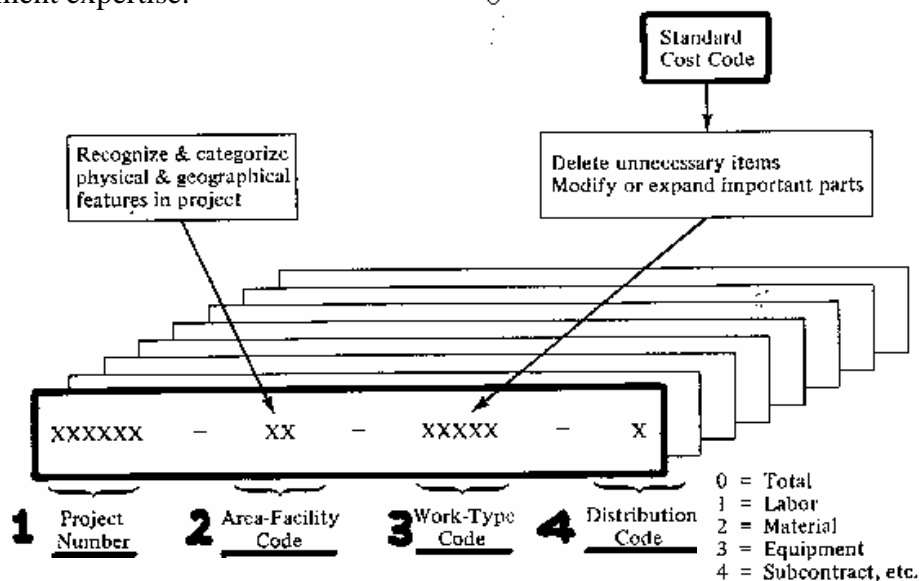 ment expertise.
Standard
Cost Code
Recognize & categorize
physical & geographical
features in project
Delete unnecessary items
Modify or expand important parts
XXXXXX – XX – XXXXX – X
1 Project
Number
2 Area-Facility
Code
3 Work-Type
Code
4 Distribution
Code
0 = Total
1 = Labor
2 = Material
3 = Equipment
4 = Subcontract, etc.